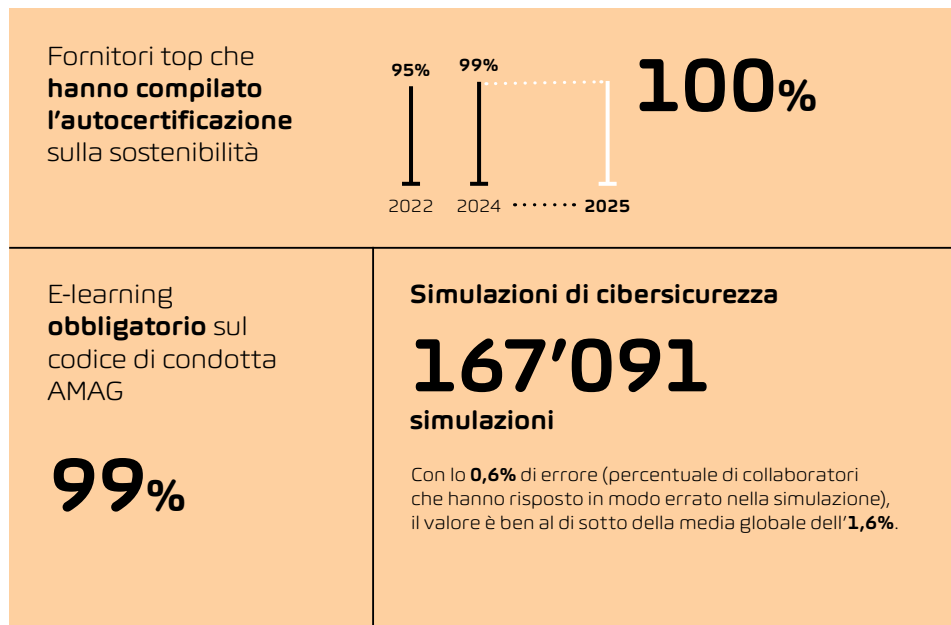 Fornitori top che
hanno compilato
l'autocertificazione
sulla sostenibilità
95%
99%
100%
2022
2024 ······· 2025
E-learning
obbligatorio sul
codice di condotta
AMAG
99%
Simulazioni di cibersicurezza
167'091
simulazioni
Con lo 0,6% di errore (percentuale di collaboratori
che hanno risposto in modo errato nella simulazione),
il valore è ben al di sotto della media globale dell'1,6%.